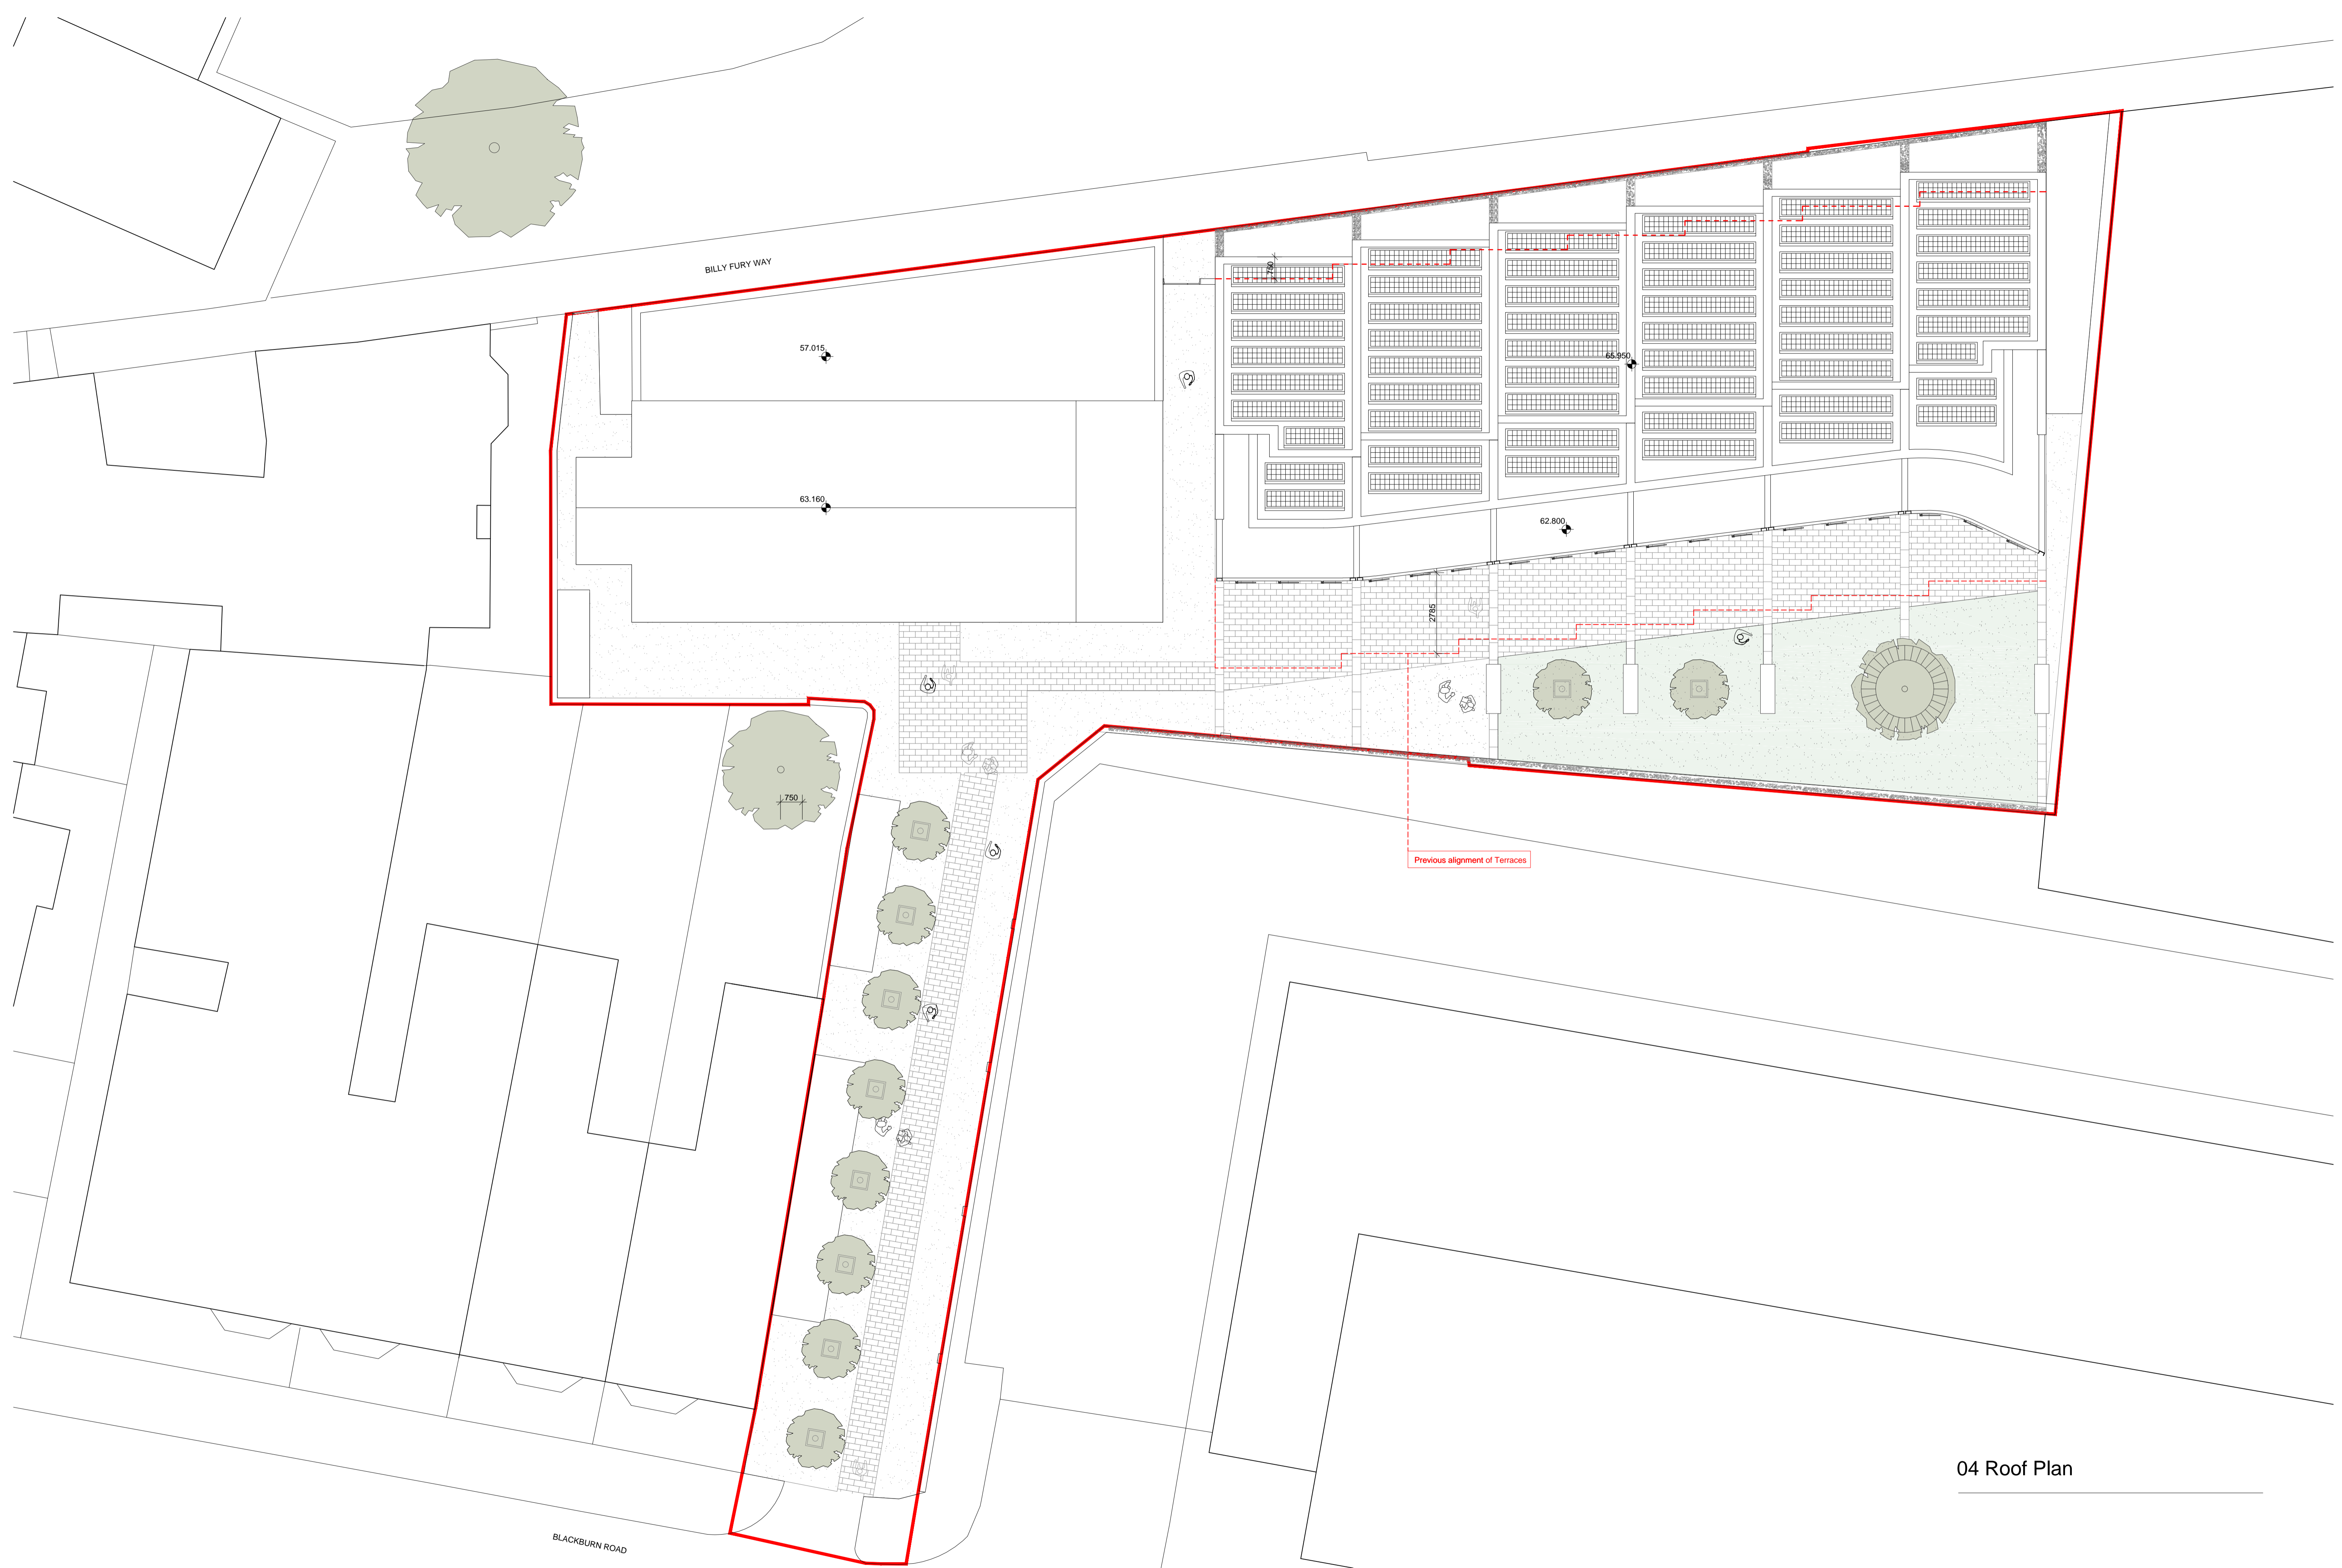 BILLY FURY WAY
750
57.015
65.950
63.160
62.800
2785
750
Previous alignment of Terraces
04 Roof Plan
BLACKBURN ROAD